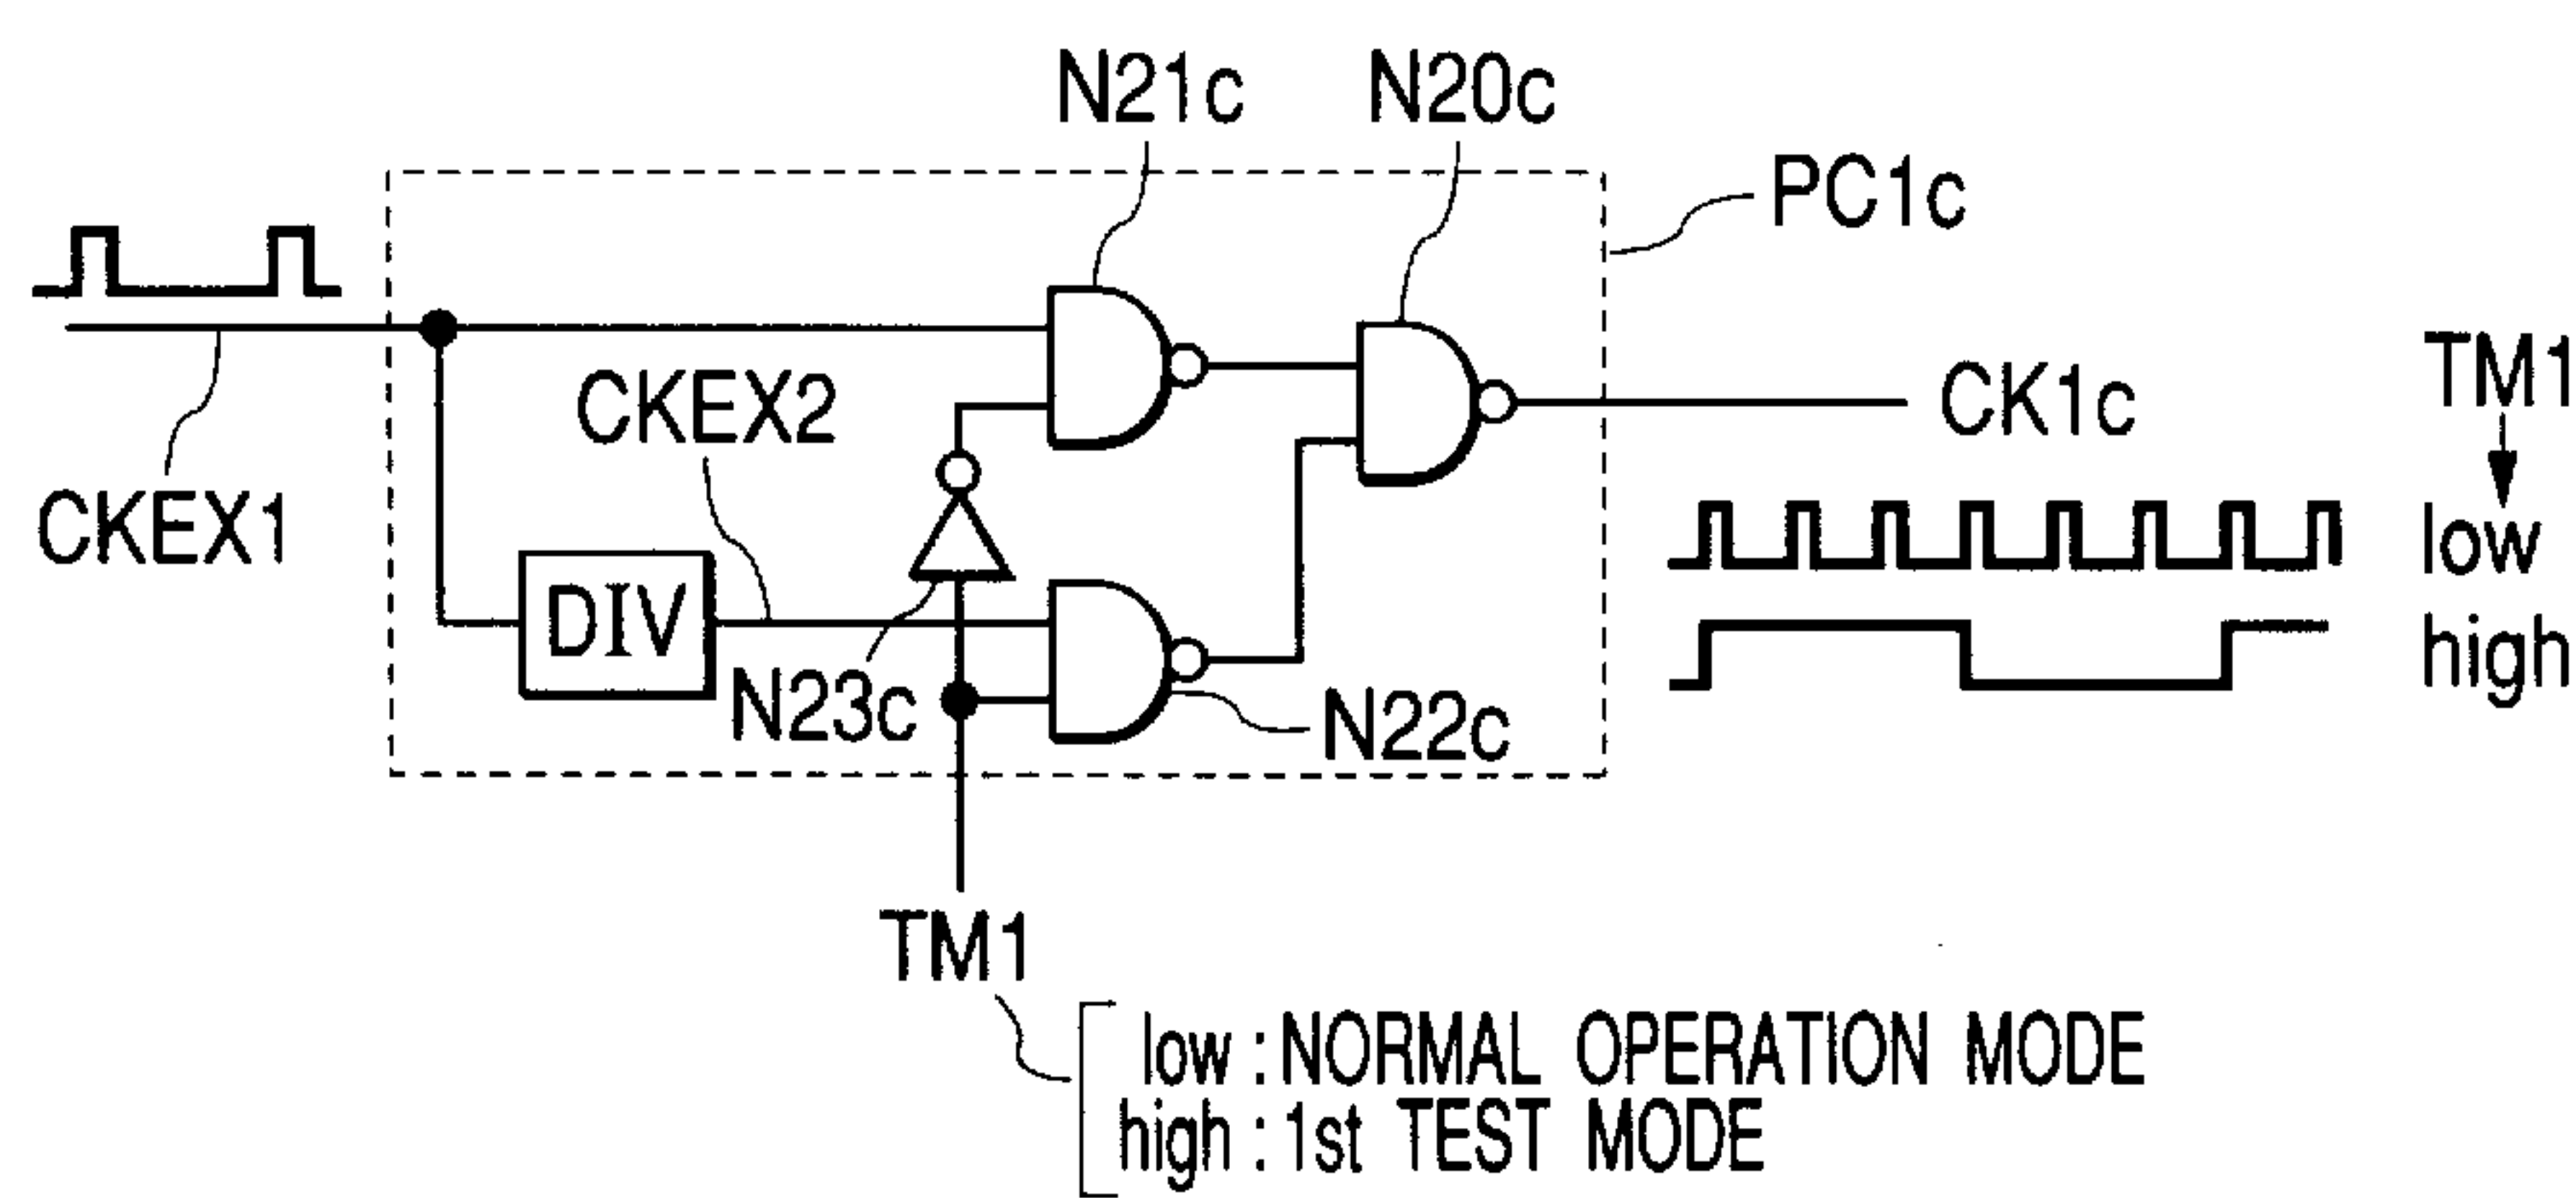 N21c
N20c
PC1c
CKEX1
CKEX2
DIV
N23c
N22c
CK1c
TM1
low
high
TM1
low : NORMAL OPERATION MODE
high : 1st TEST MODE